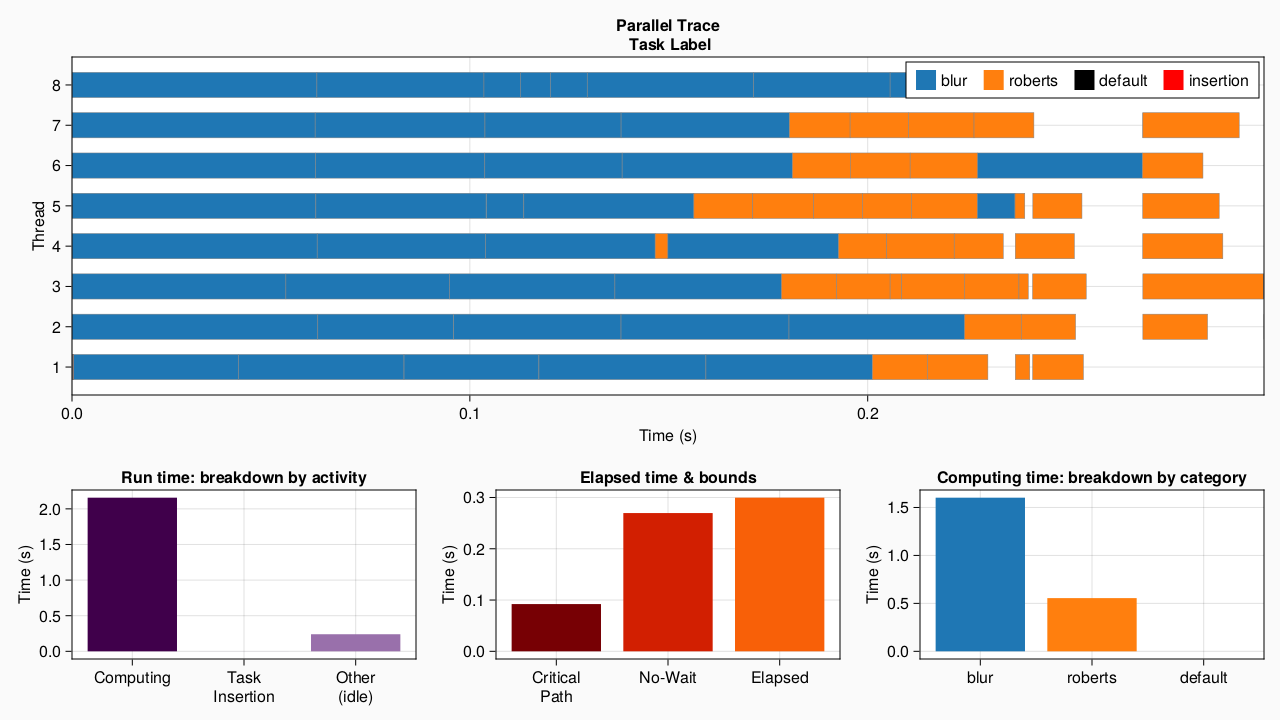 Parallel Trace
Task Label
blur roberts default insertion
8
7
6
5
4
3
2
1
Thread
0.0 0.1 0.2
Time (s)
Run time: breakdown by activity
2.0
1.5
1.0
0.5
0.0
Time (s)
Computing Task Insertion Other (idle)
Elapsed time & bounds
0.3
0.2
0.1
0.0
Time (s)
Critical Path No-Wait Elapsed
Computing time: breakdown by category
1.5
1.0
0.5
0.0
Time (s)
blur roberts default